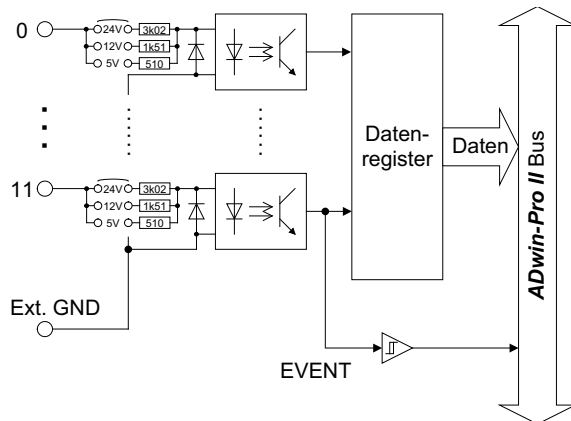 0
24V 3k02
12V 1k51
5V 510
Daten-
register
Daten
ADwin-Pro II Bus
11
24V 3k02
12V 1k51
5V 510
Ext. GND
EVENT